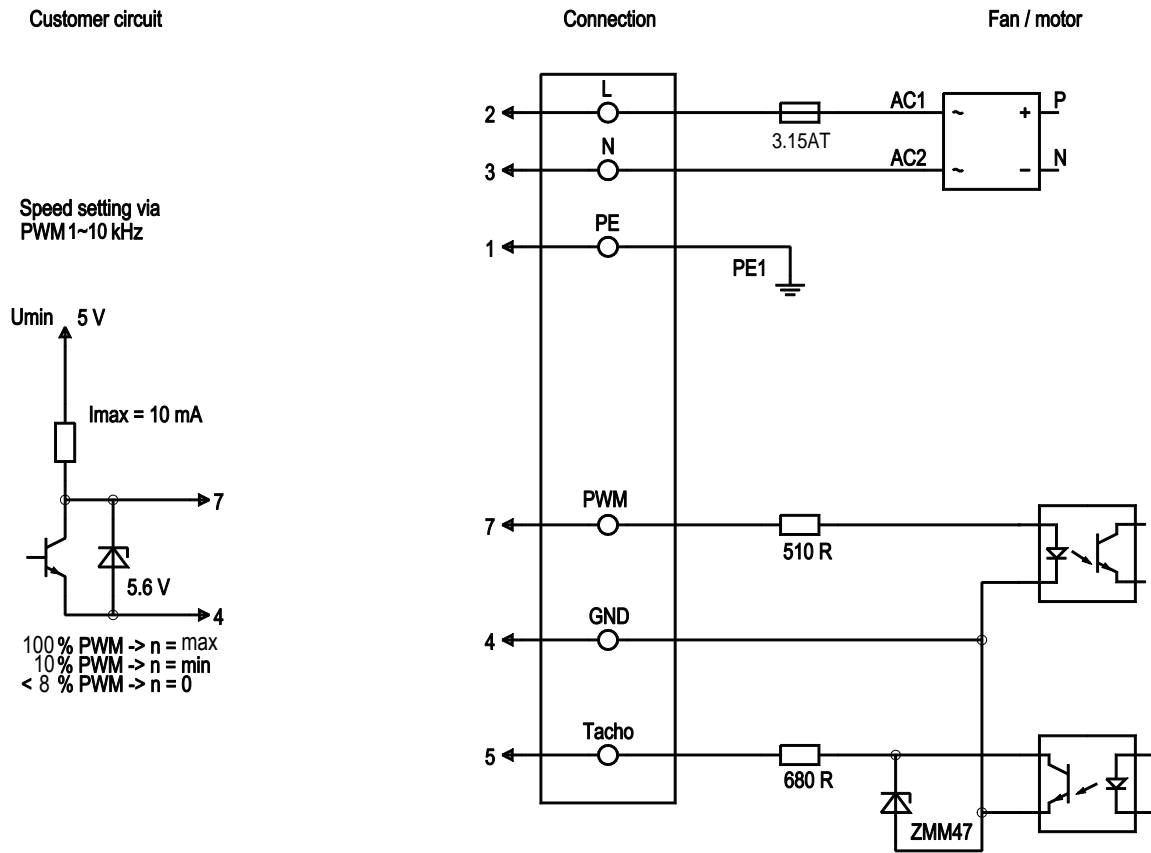 Customer circuit
Connection
Fan / motor
L
2
AC1
~
+
P
3.15AT
N
3
AC2
~
−
N
Speed setting via
PWM 1~10 kHz
PE
1
PE1
Umin 5 V
Imax = 10 mA
7
5.6 V
4
100 % PWM -> n = max
10 % PWM -> n = min
< 8 % PWM -> n = 0
PWM
7
510 R
GND
4
Tacho
5
680 R
ZMM47